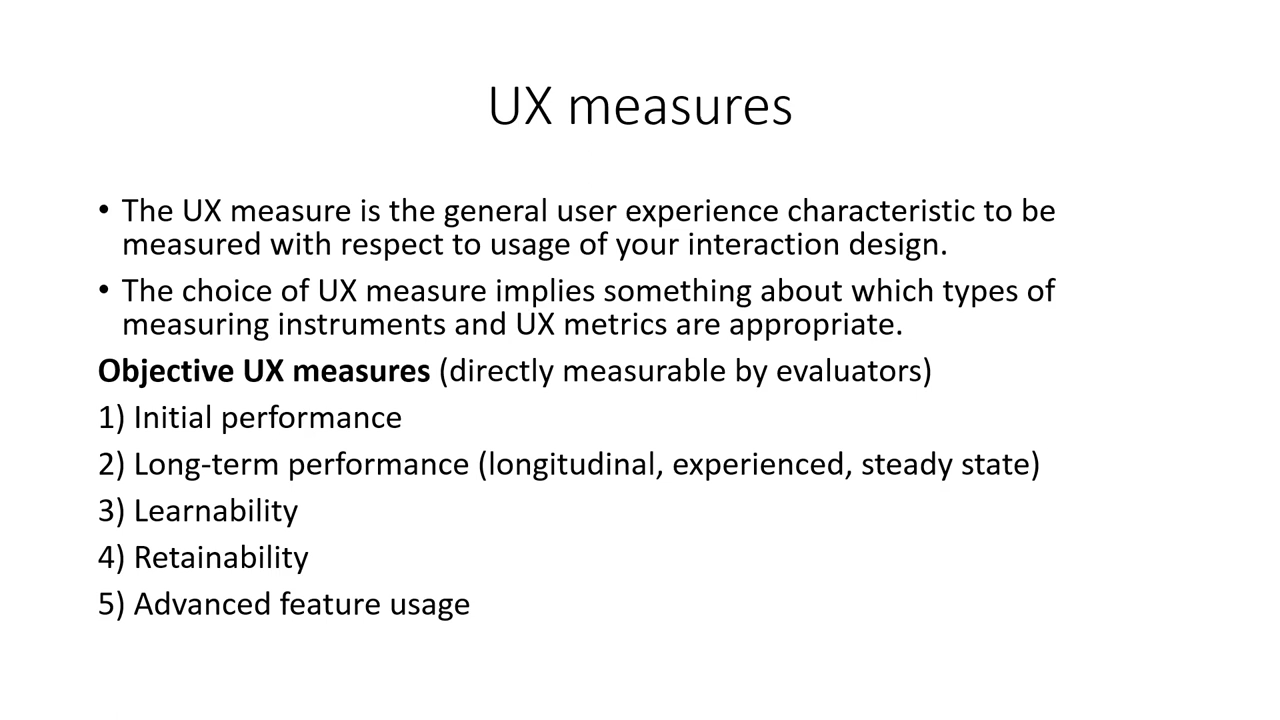 UX measures
• The UX measure is the general user experience characteristic to be
measured with respect to usage of your interaction design.
• The choice of UX measure implies something about which types of
measuring instruments and UX metrics are appropriate.
Objective UX measures (directly measurable by evaluators)
1) Initial performance
2) Long-term performance (longitudinal, experienced, steady state)
3) Learnability
4) Retainability
5) Advanced feature usage